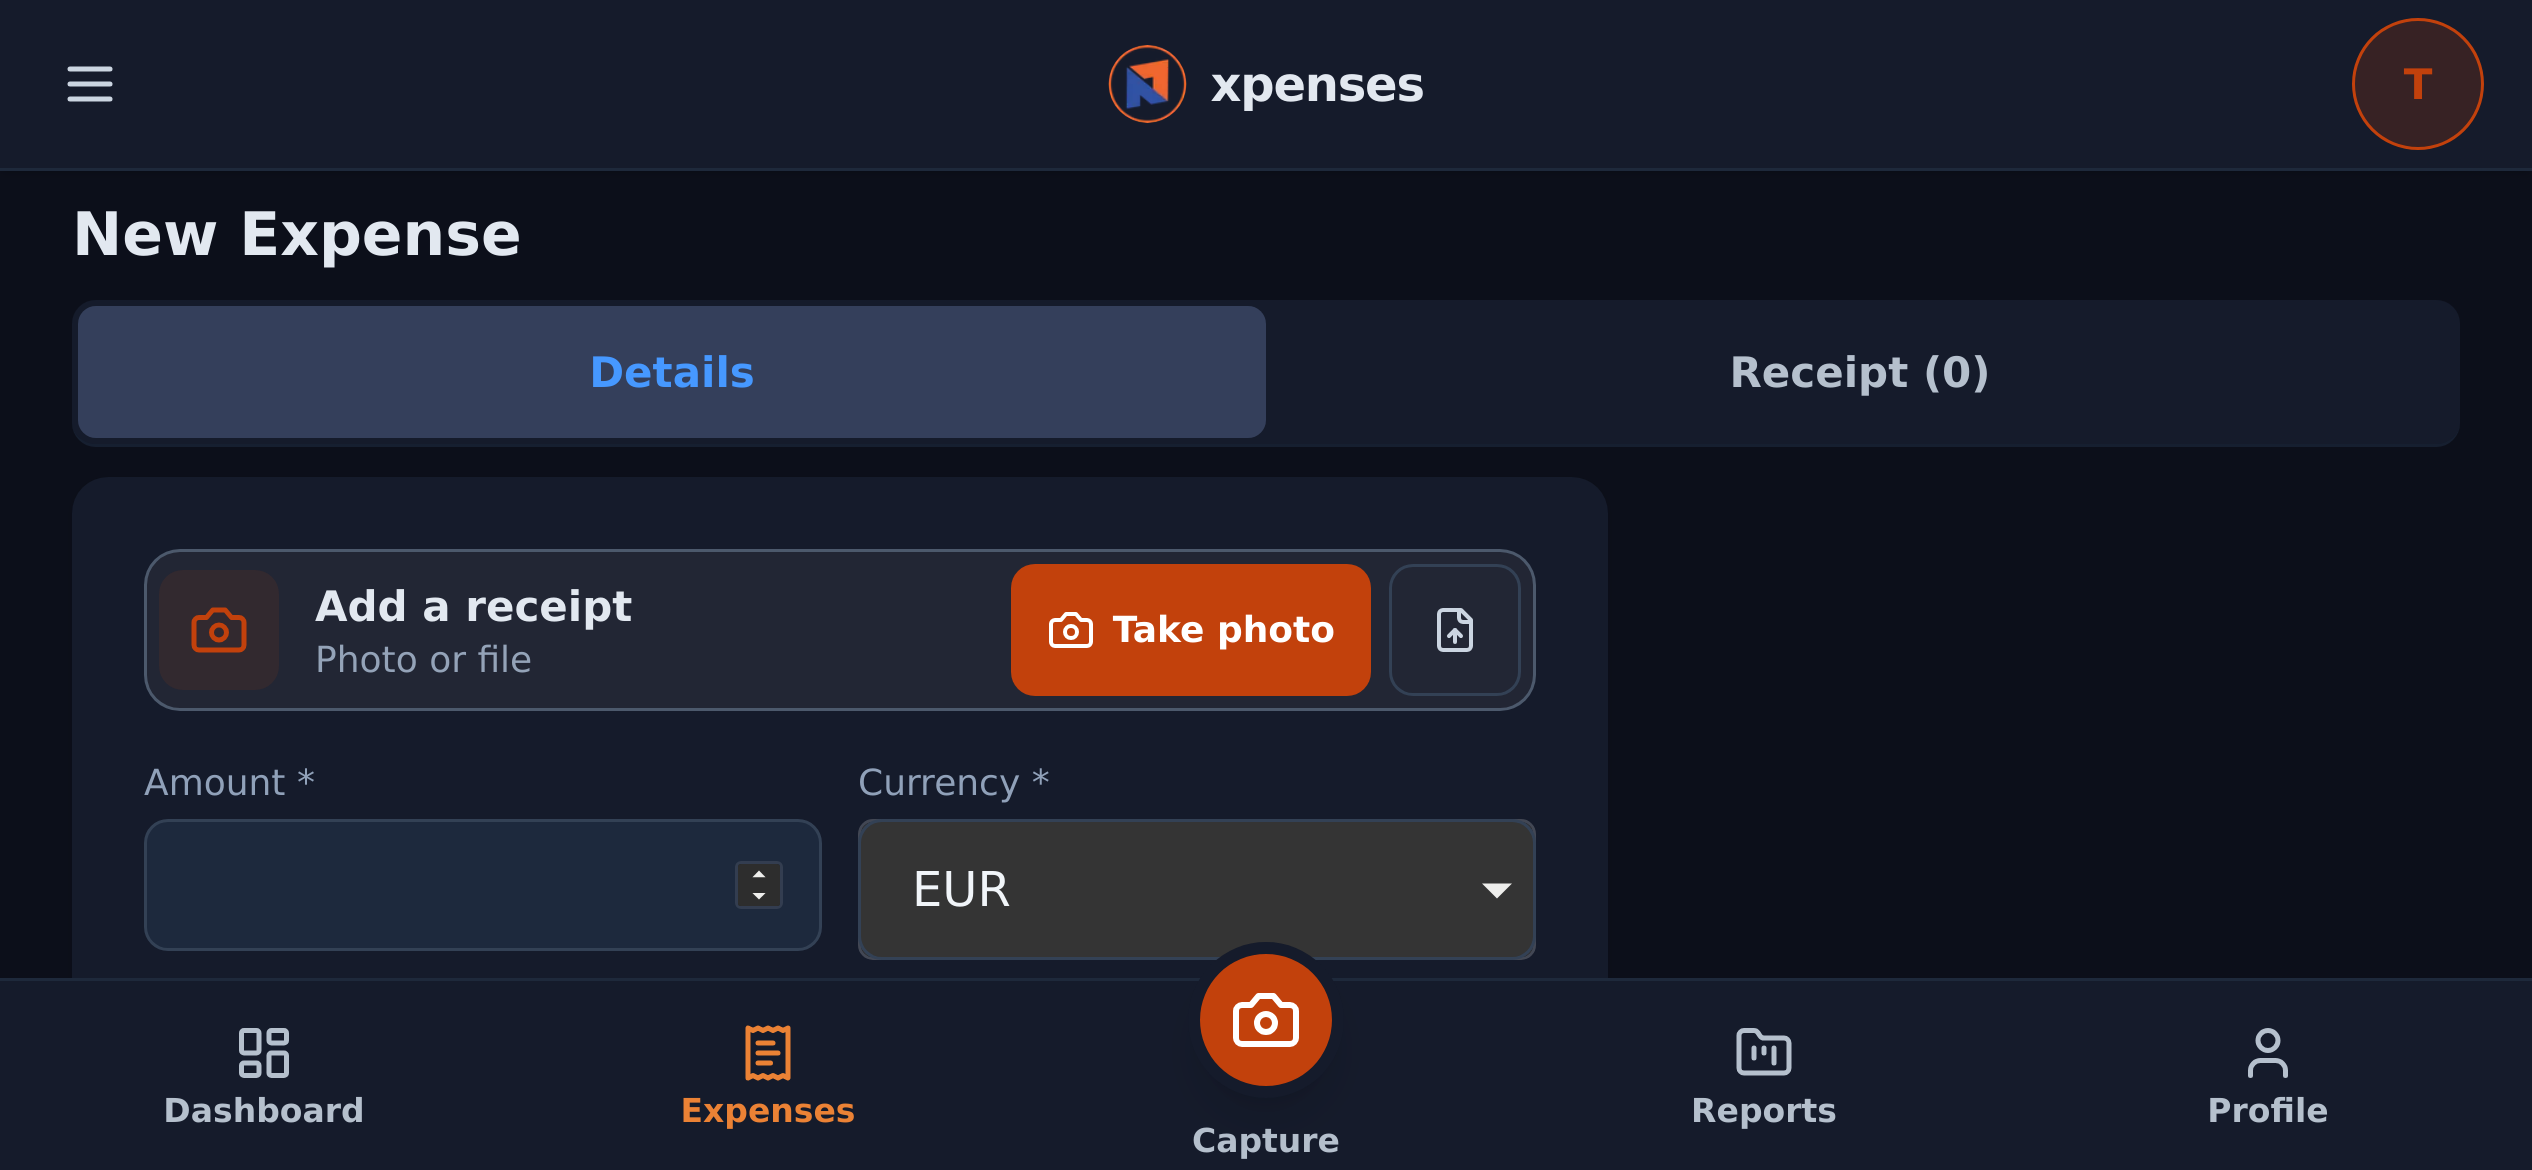 xpenses
T
New Expense
Details
Receipt (0)
Add a receipt
Photo or file
Take photo
Amount *
Currency *
EUR
Dashboard
Expenses
Capture
Reports
Profile